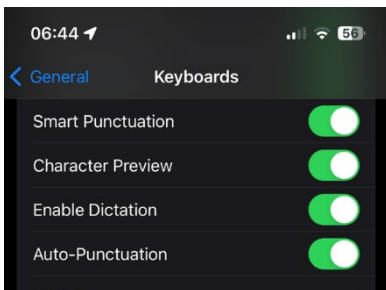 06:44
56
General
Keyboards
Smart Punctuation
Character Preview
Enable Dictation
Auto-Punctuation